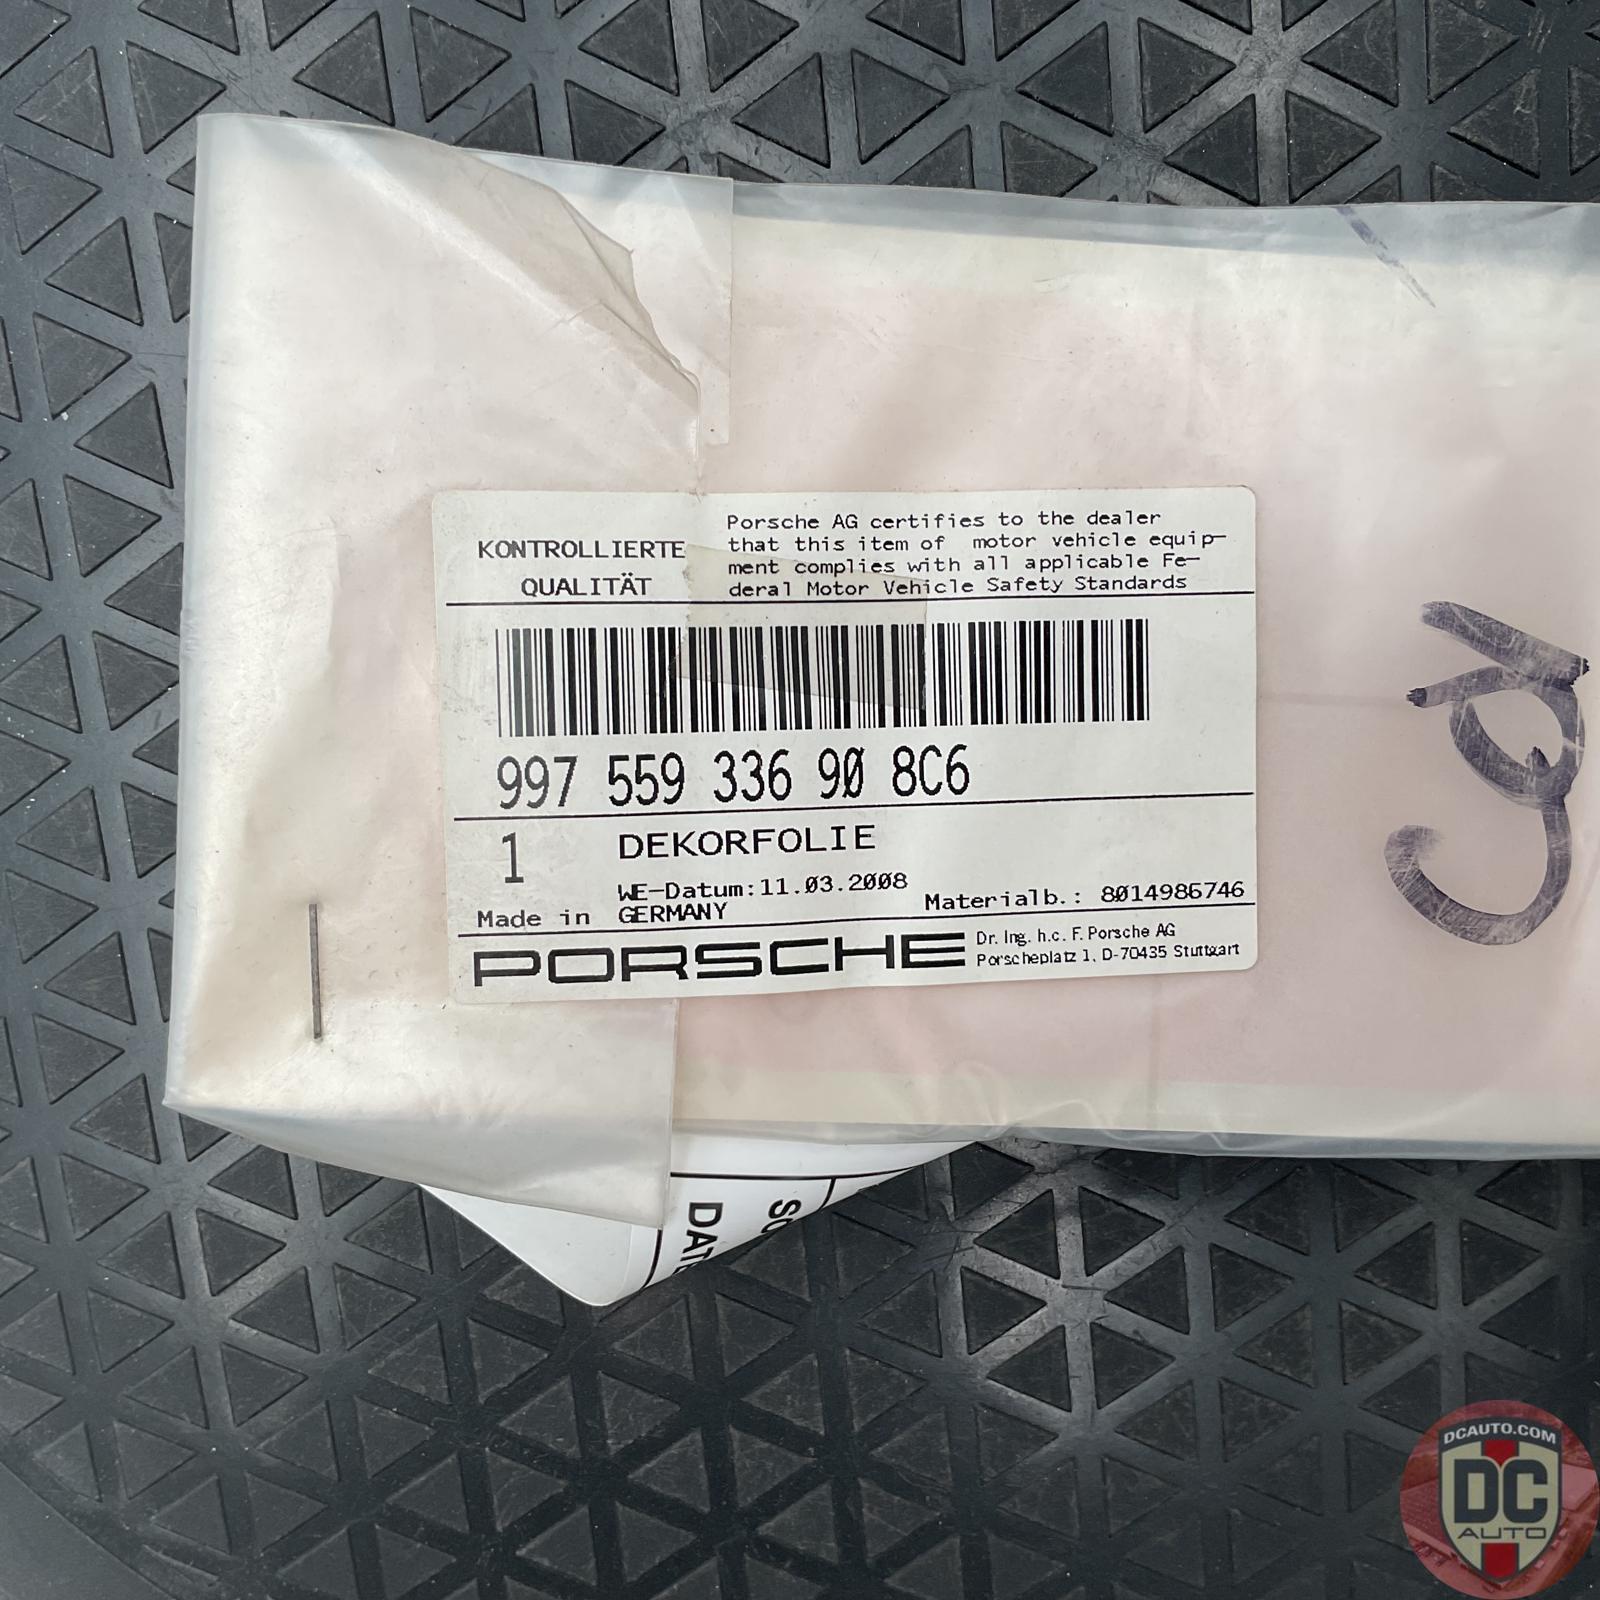 KONTROLLIERTE
QUALITÄT
Porsche AG certifies to the dealer
that this item of motor vehicle equip-
ment complies with all applicable Fe-
deral Motor Vehicle Safety Standards
997 559 336 90 8C6
1 DEKORFOLIE
WE-Datum:11.03.2008
Made in GERMANY
Materialb.: 8014986746
PORSCHE
Dr. Ing. h.c. F. Porsche AG
Porscheplatz 1, D-70435 Stuttgart
DCAUTO.COM
DC
AUTO